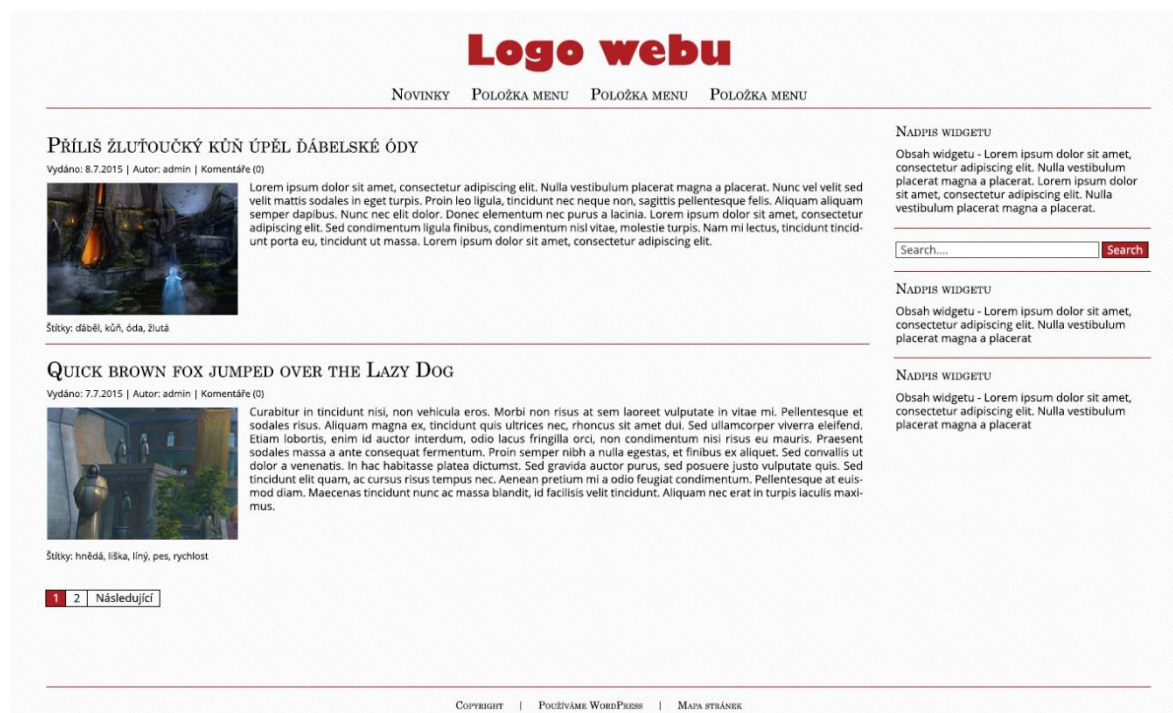 Logo webu
Novinky Položka menu Položka menu Položka menu
Příliš žluťoučký kůň úpěl ďábelské ódy
Vydáno: 8.7.2015 | Autor: admin | Komentáře (0)
Lorem ipsum dolor sit amet, consectetur adipiscing elit. Nulla vestibulum placerat magna a placerat. Nunc vel velit sed
velit mattis sodales in eget turpis. Proin leo ligula, tincidunt nec neque non, sagittis pellentesque felis. Aliquam aliquam
semper dapibus. Nunc nec elit dolor. Donec elementum nec purus a lacinia. Lorem ipsum dolor sit amet, consectetur
adipiscing elit. Sed condimentum ligula finibus, condimentum nisl vitae, molestie turpis. Nam mi lectus, tincidunt tincid-
unt porta eu, tincidunt ut massa. Lorem ipsum dolor sit amet, consectetur adipiscing elit.
Štítky: ďáběl, kůň, óda, žlutá
Quick brown fox jumped over the Lazy Dog
Vydáno: 7.7.2015 | Autor: admin | Komentáře (0)
Curabitur in tincidunt nisi, non vehicula eros. Morbi non risus at sem laoreet vulputate in vitae mi. Pellentesque et
sodales risus. Aliquam magna ex, tincidunt quis ultrices nec, rhoncus sit amet dui. Sed ullamcorper viverra eleifend.
Etiam lobortis, enim id auctor interdum, odio lacus fringilla orci, non condimentum nisi risus eu mauris. Praesent
sodales massa a ante consequat fermentum. Proin semper nibh a nulla egestas, et finibus ex aliquet. Sed convallis ut
dolor a venenatis. In hac habitasse platea dictumst. Sed gravida auctor purus, sed posuere justo vulputate quis. Sed
tincidunt elit quam, ac cursus risus tempus nec. Aenean pretium mi a odio feugiat condimentum. Pellentesque at euis-
mod diam. Maecenas tincidunt nunc ac massa blandit, id facilisis velit tincidunt. Aliquam nec erat in turpis iaculis maxi-
mus.
Štítky: hnědá, liška, líný, pes, rychlost
1 2 Následující
Nadpis widgetu
Obsah widgetu - Lorem ipsum dolor sit amet,
consectetur adipiscing elit. Nulla vestibulum
placerat magna a placerat. Lorem ipsum dolor
sit amet, consectetur adipiscing elit. Nulla
vestibulum placerat magna a placerat.
Search.... Search
Nadpis widgetu
Obsah widgetu - Lorem ipsum dolor sit amet,
consectetur adipiscing elit. Nulla vestibulum
placerat magna a placerat
Nadpis widgetu
Obsah widgetu - Lorem ipsum dolor sit amet,
consectetur adipiscing elit. Nulla vestibulum
placerat magna a placerat
Copyright | Používáme WordPress | Mapa stránek